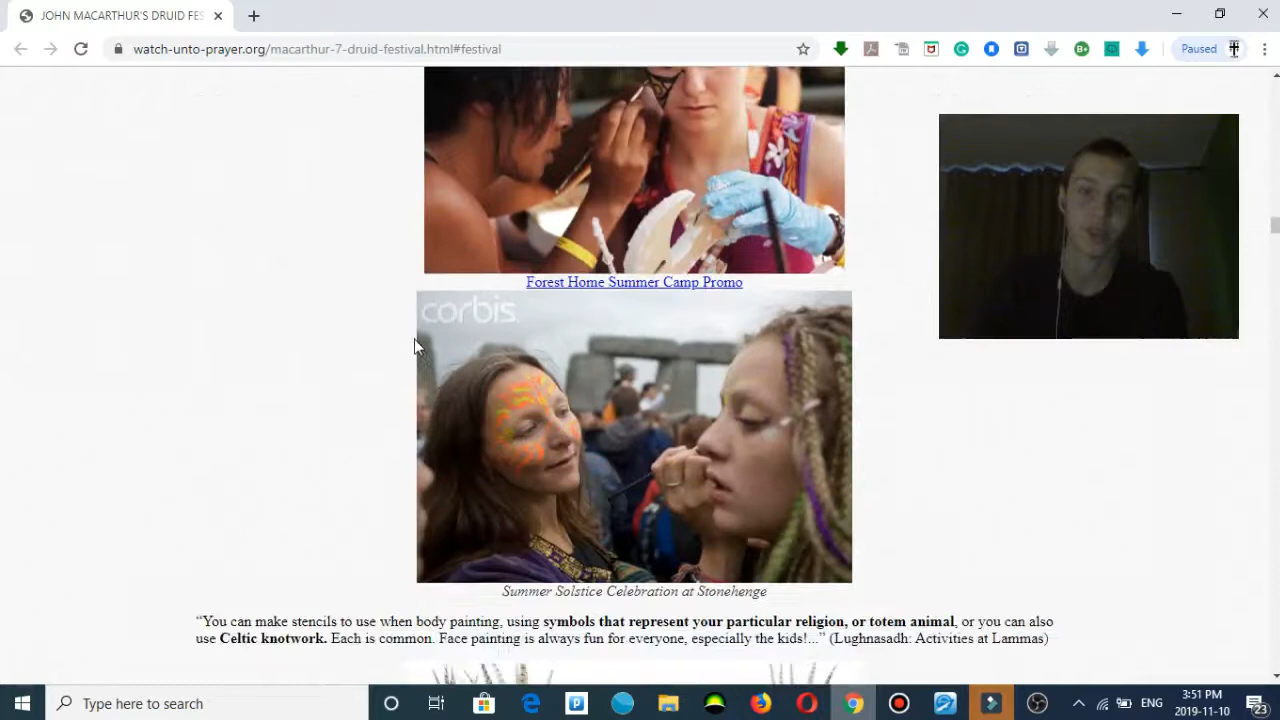 JOHN MACARTHUR'S DRUID FES
watch-unto-prayer.org/macarthur-7-druid-festival.html#festival
Paused
Forest Home Summer Camp Promo
corbis.
Summer Solstice Celebration at Stonehenge
“You can make stencils to use when body painting, using symbols that represent your particular religion, or totem animal, or you can also
use Celtic knotwork. Each is common. Face painting is always fun for everyone, especially the kids!...” (Lughnasadh: Activities at Lammas)
Type here to search
ENG
3:51 PM
2019-11-10
23